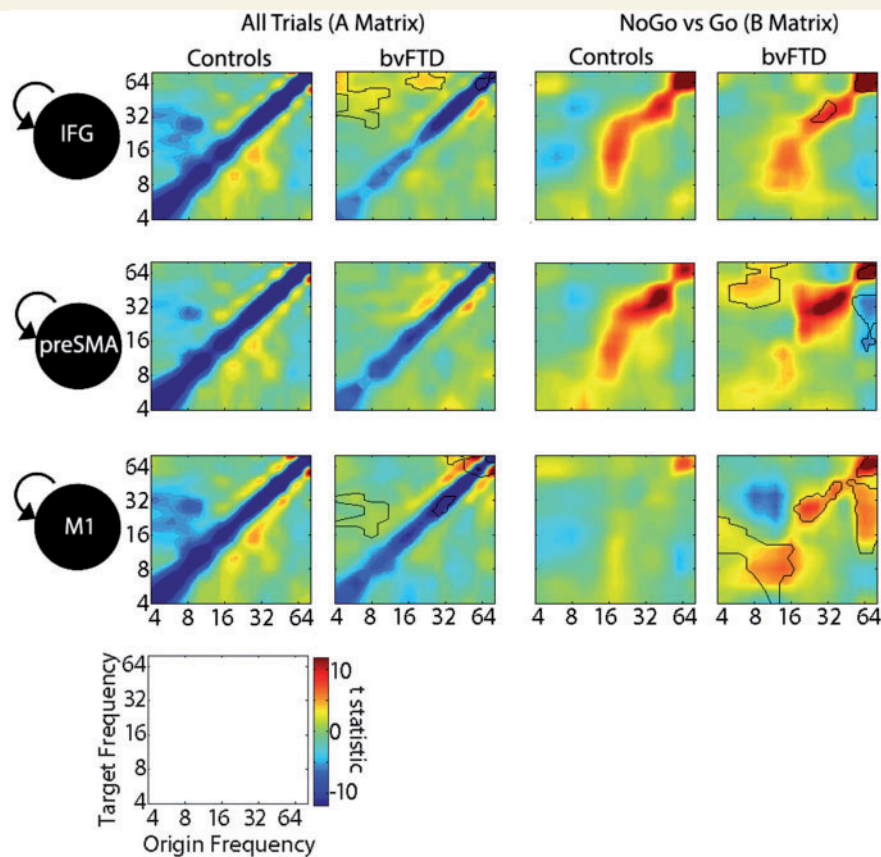 All Trials (A Matrix) NoGo vs Go (B Matrix)
Controls bvFTD Controls bvFTD
64
32
IFG
16
8
4
64
32
preSMA
16
8
4
64
32
M1
16
8
4
4 8 16 32 64 4 8 16 32 64 4 8 16 32 64 4 8 16 32 64
Target Frequency
64
32
16
8
4
4 8 16 32 64
Origin Frequency
10
0
-10
t statistic